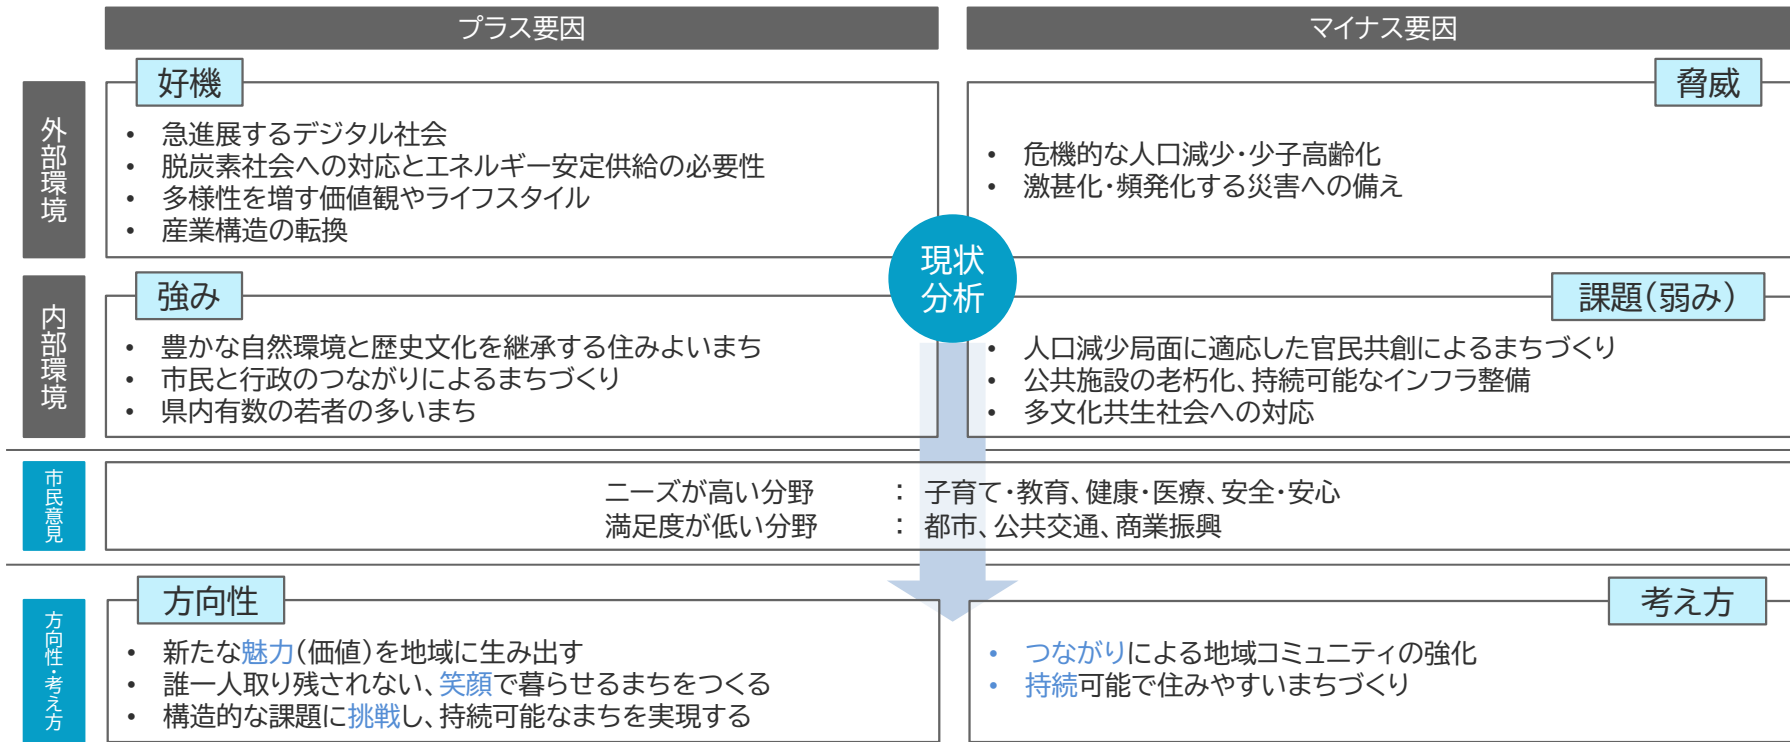 プラス要因
マイナス要因
外部環境
好機
・ 急進展するデジタル社会
・ 脱炭素社会への対応とエネルギー安定供給の必要性
・ 多様性を増す価値観やライフスタイル
・ 産業構造の転換
脅威
・ 危機的な人口減少・少子高齢化
・ 激甚化・頻発化する災害への備え
現状
分析
内部環境
強み
・ 豊かな自然環境と歴史文化を継承する住みよいまち
・ 市民と行政のつながりによるまちづくり
・ 県内有数の若者の多いまち
課題(弱み)
・ 人口減少局面に適応した官民共創によるまちづくり
・ 公共施設の老朽化、持続可能なインフラ整備
・ 多文化共生社会への対応
市民意見
ニーズが高い分野 : 子育て・教育、健康・医療、安全・安心
満足度が低い分野 : 都市、公共交通、商業振興
方向性・考え方
方向性
・ 新たな魅力(価値)を地域に生み出す
・ 誰一人取り残されない、笑顔で暮らせるまちをつくる
・ 構造的な課題に挑戦し、持続可能なまちを実現する
考え方
・ つながりによる地域コミュニティの強化
・ 持続可能で住みやすいまちづくり